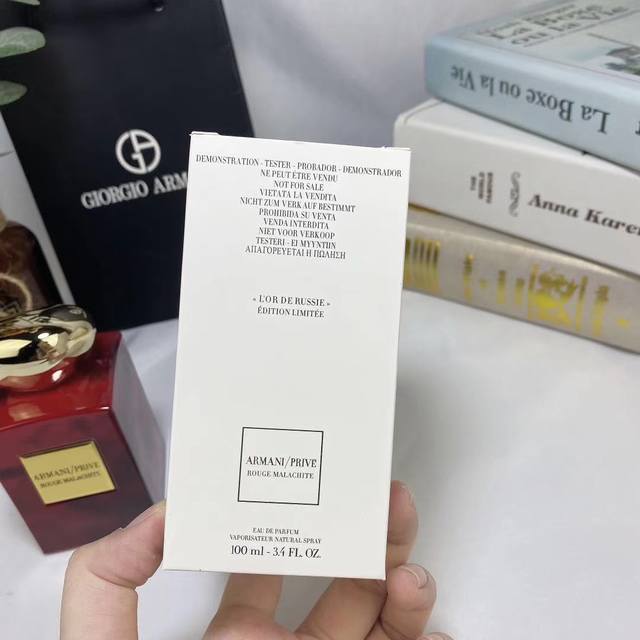 GIORGIO ARM
DEMONSTRATION - TESTER - PROBADOR - DEMONSTRADOR
NE PEUT ÊTRE VENDU
NOT FOR SALE
VIETATA LA VENDITA
NICHT ZUM VERKAUF BESTIMMT
PROHIBIDA SU VENTA
VENDA INTERDITA
NIET VOOR VERKOOP
TESTERI - EI MYYNTIIN
ΑΠΑΓΟΡΕΥΕΤΑΙ Η ΠΩΛΗΣΗ
« L'OR DE RUSSIE »
ÉDITION LIMITÉE
ARMANI/PRIVE
ROUGE MALACHITE
EAU DE PARFUM
VAPORISATEUR NATURAL SPRAY
100 ml - 3.4 FL. OZ.
ARMANI/PRIVE
ROUGE MALACHITE
La Boxe ou la Vie
Anna Karen